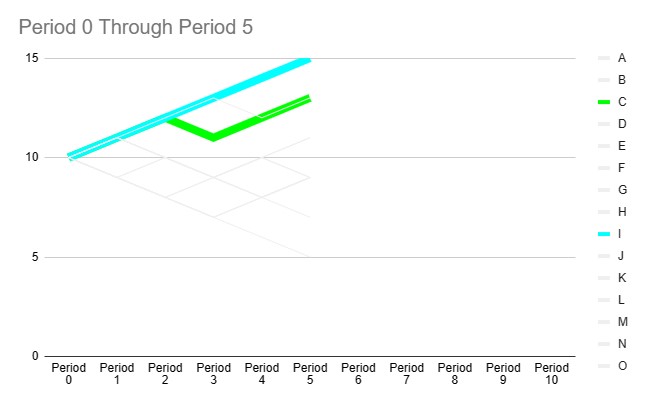 Period 0 Through Period 5
15
10
5
0
Period 0
Period 1
Period 2
Period 3
Period 4
Period 5
Period 6
Period 7
Period 8
Period 9
Period 10
A
B
C
D
E
F
G
H
I
J
K
L
M
N
O